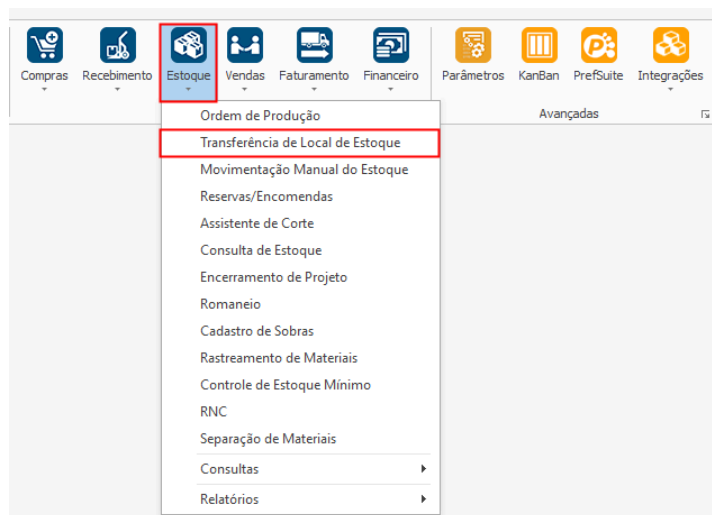 Compras Recebimento Estoque Vendas Faturamento Financeiro Parâmetros KanBan PrefSuite Integrações
Avançadas
Ordem de Produção
Transferência de Local de Estoque
Movimentação Manual do Estoque
Reservas/Encomendas
Assistente de Corte
Consulta de Estoque
Encerramento de Projeto
Romaneio
Cadastro de Sobras
Rastreamento de Materiais
Controle de Estoque Mínimo
RNC
Separação de Materiais
Consultas
Relatórios